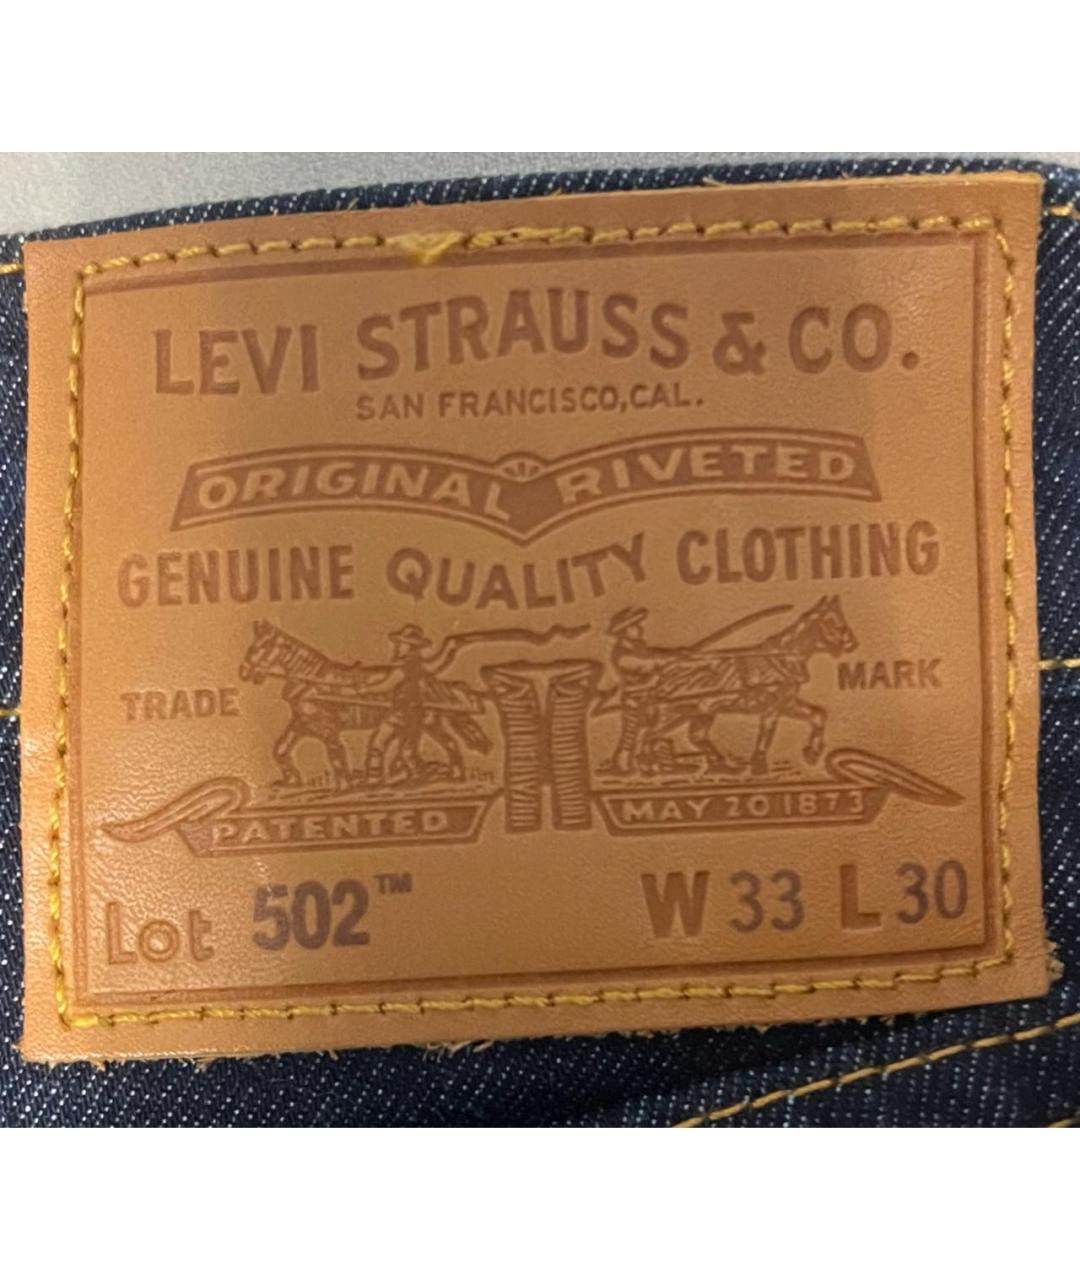 LEVI STRAUSS & CO.
SAN FRANCISCO, CAL.
ORIGINAL RIVETED
GENUINE QUALITY CLOTHING
TRADE MARK
PATENTED MAY 20 1873
Lot 502™ W 33 L 30